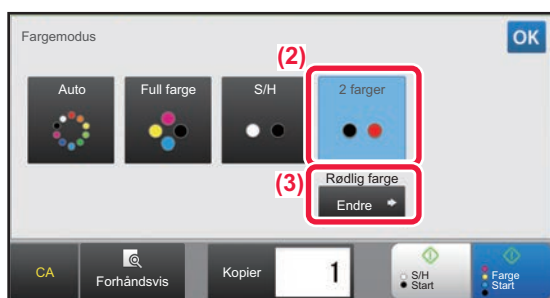 Fargemodus
OK
(2)
Auto
Full farge
S/H
2 farger
(3)
Rødlig farge
Endre
CA
Forhåndsvis
Kopier
1
S/H
Start
Farge
Start